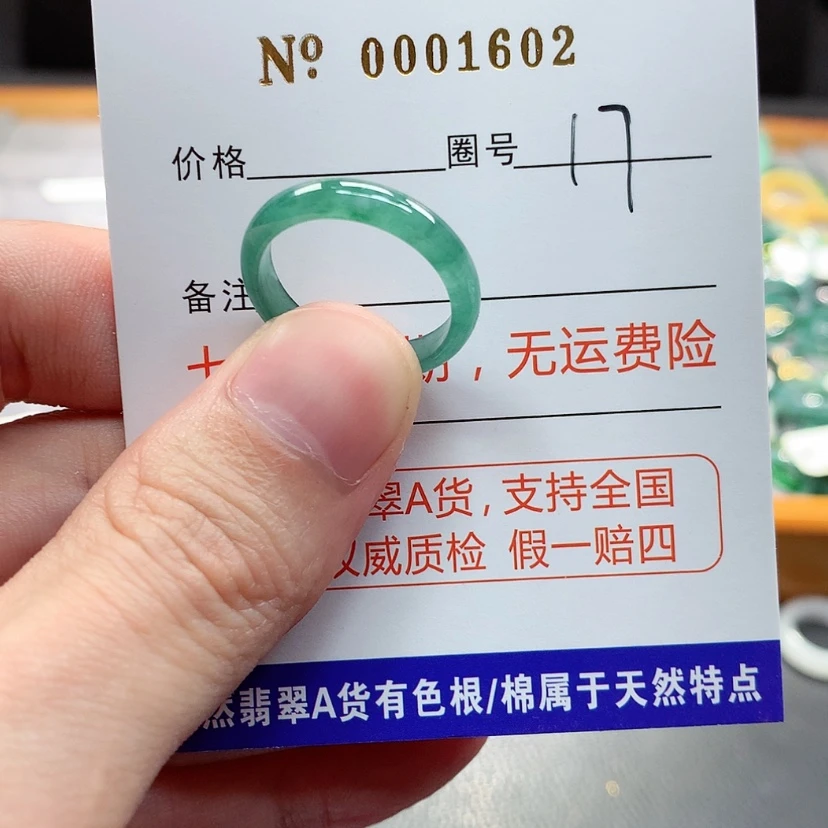 Nº 0001602
价格 圈号 17
备注
，无运费险
翠A货，支持全国
权威质检 假一赔四
然翡翠A货有色根/棉属于天然特点